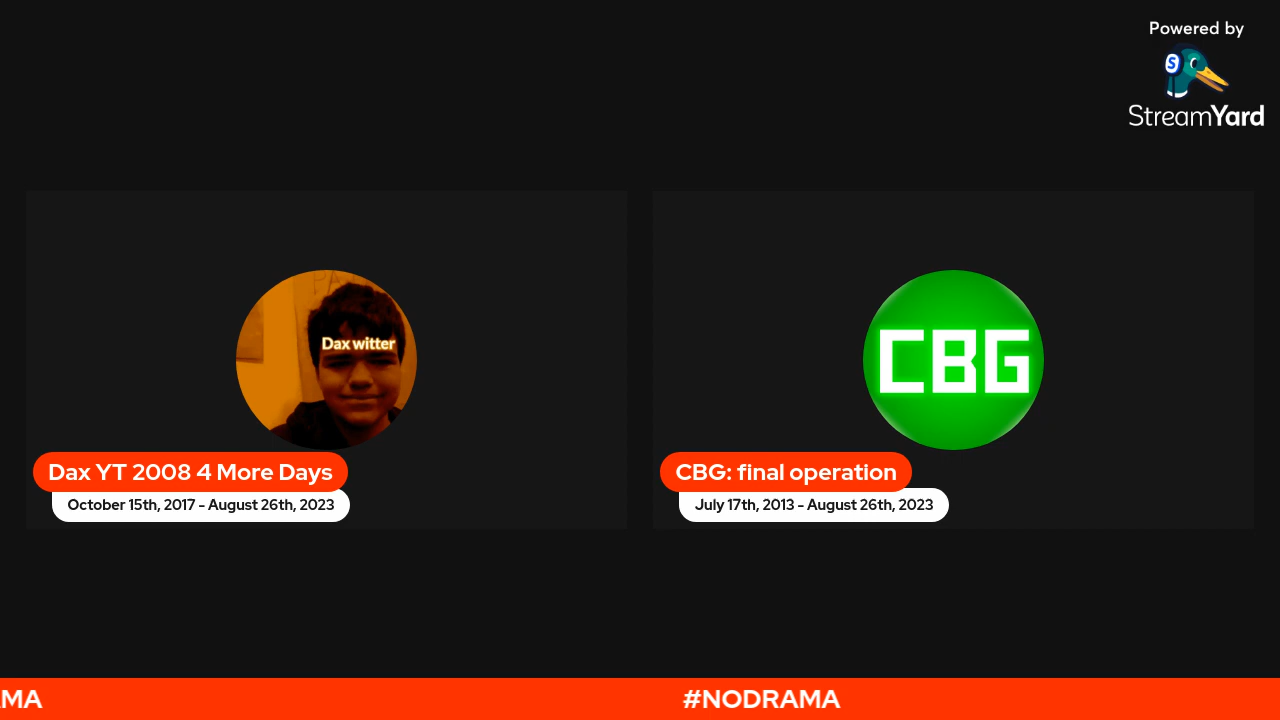 Powered by
S
StreamYard
Dax witter
CBG
Dax YT 2008 4 More Days
October 15th, 2017 - August 26th, 2023
CBG: final operation
July 17th, 2013 - August 26th, 2023
AMA
#NODRAMA